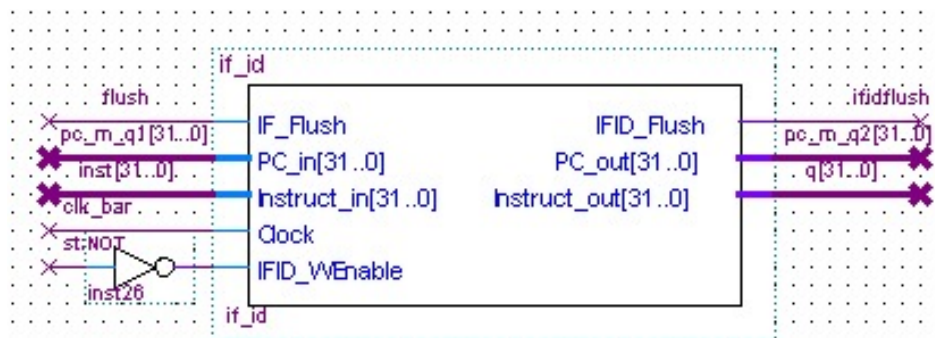 if_id
flush
ifidflush
IF_Flush
IFID_Flush
pc_m_q1[31..0]
pc_m_q2[31..0]
PC_in[31..0]
PC_out[31..0]
inst[31..0]
q[31..0]
Instruct_in[31..0]
Instruct_out[31..0]
clk_bar
Clock
NOT
IFID_WEnable
inst26
if_id